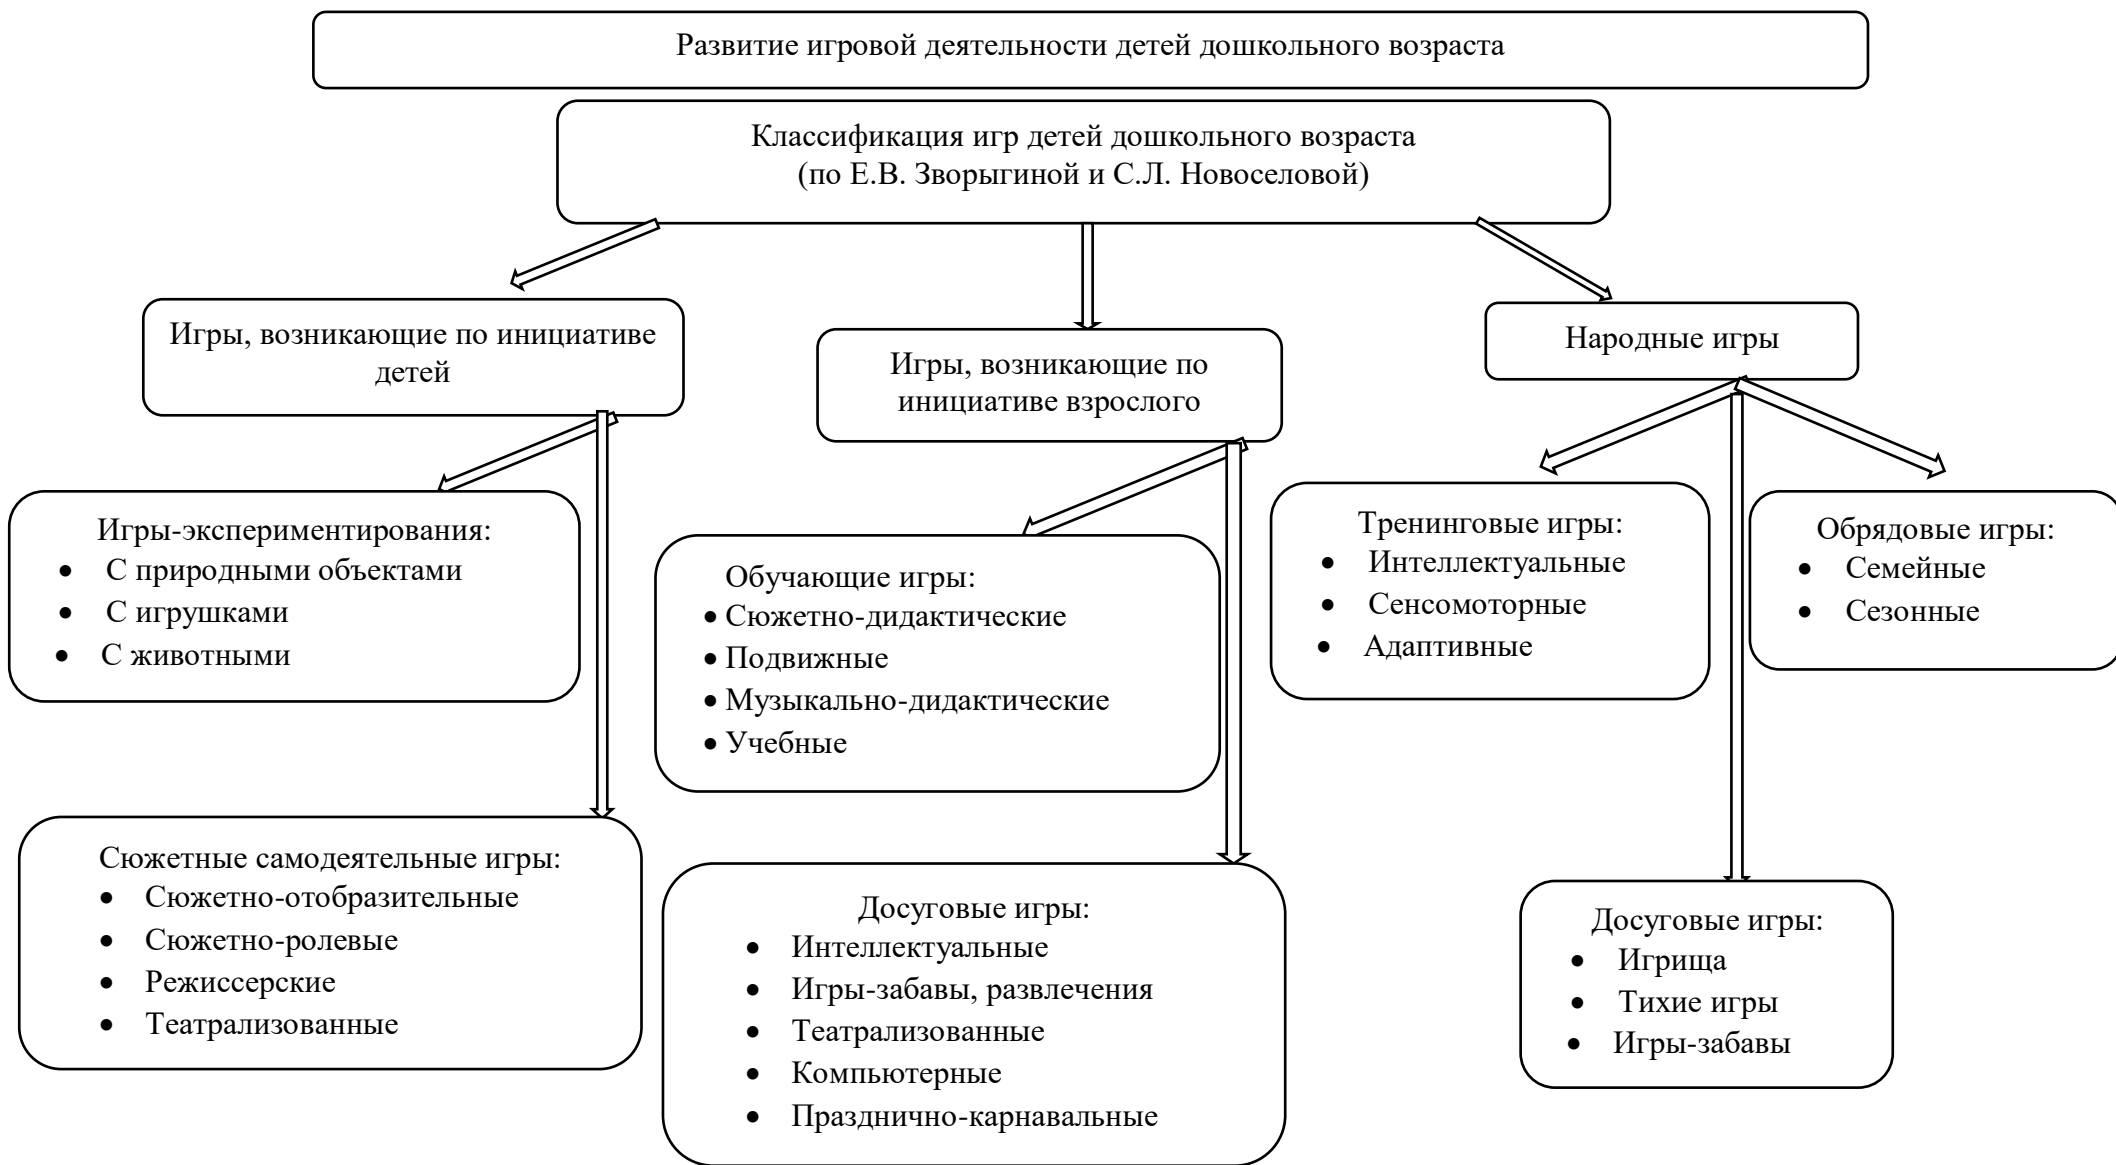 Развитие игровой деятельности детей дошкольного возраста
Классификация игр детей дошкольного возраста
(по Е.В. Зворыгиной и С.Л. Новоселовой)
Игры, возникающие по инициативе
детей
Игры, возникающие по
инициативе взрослого
Народные игры
Игры-экспериментирования:
• С природными объектами
• С игрушками
• С животными
Обучающие игры:
• Сюжетно-дидактические
• Подвижные
• Музыкально-дидактические
• Учебные
Тренинговые игры:
• Интеллектуальные
• Сенсомоторные
• Адаптивные
Обрядовые игры:
• Семейные
• Сезонные
Сюжетные самодеятельные игры:
• Сюжетно-отобразительные
• Сюжетно-ролевые
• Режиссерские
• Театрализованные
Досуговые игры:
• Интеллектуальные
• Игры-забавы, развлечения
• Театрализованные
• Компьютерные
• Празднично-карнавальные
Досуговые игры:
• Игрища
• Тихие игры
• Игры-забавы